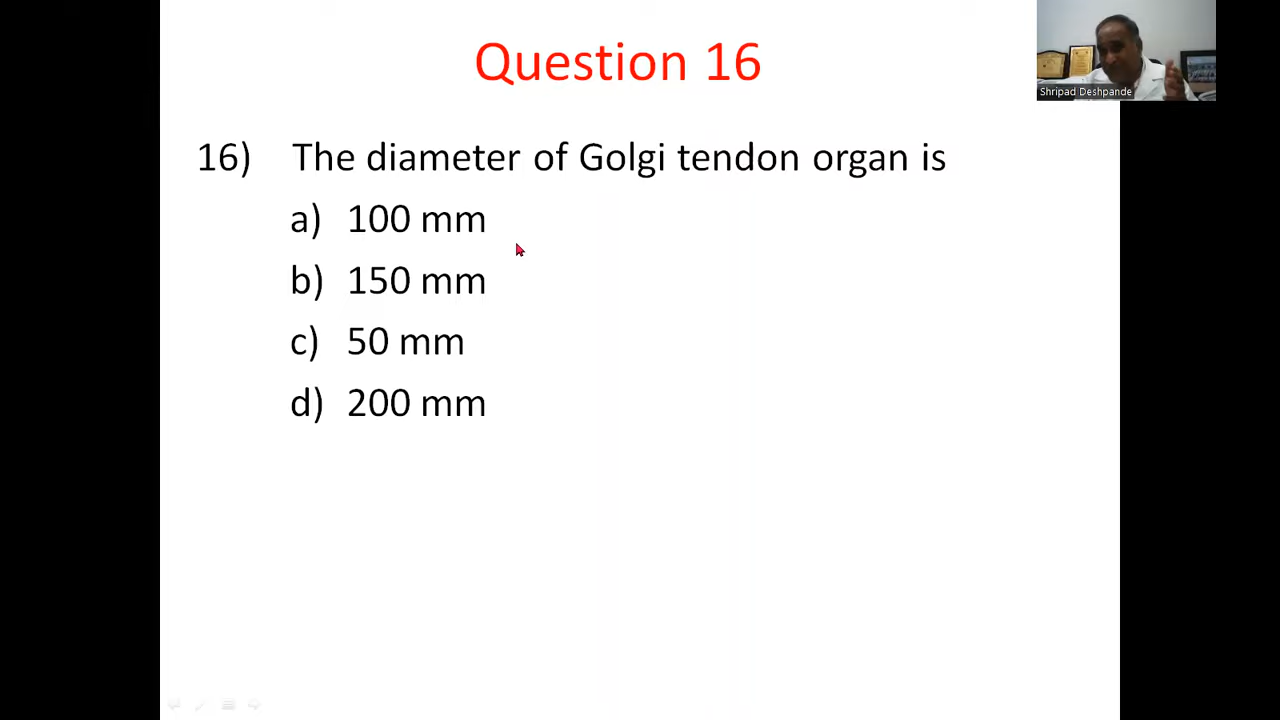 Question 16
Shripad Deshpande
16) The diameter of Golgi tendon organ is
a) 100 mm
b) 150 mm
c) 50 mm
d) 200 mm